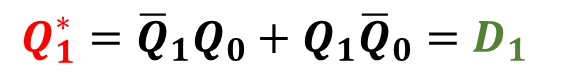 Q₁* = Q̅₁Q₀ + Q₁Q̅₀ = D₁